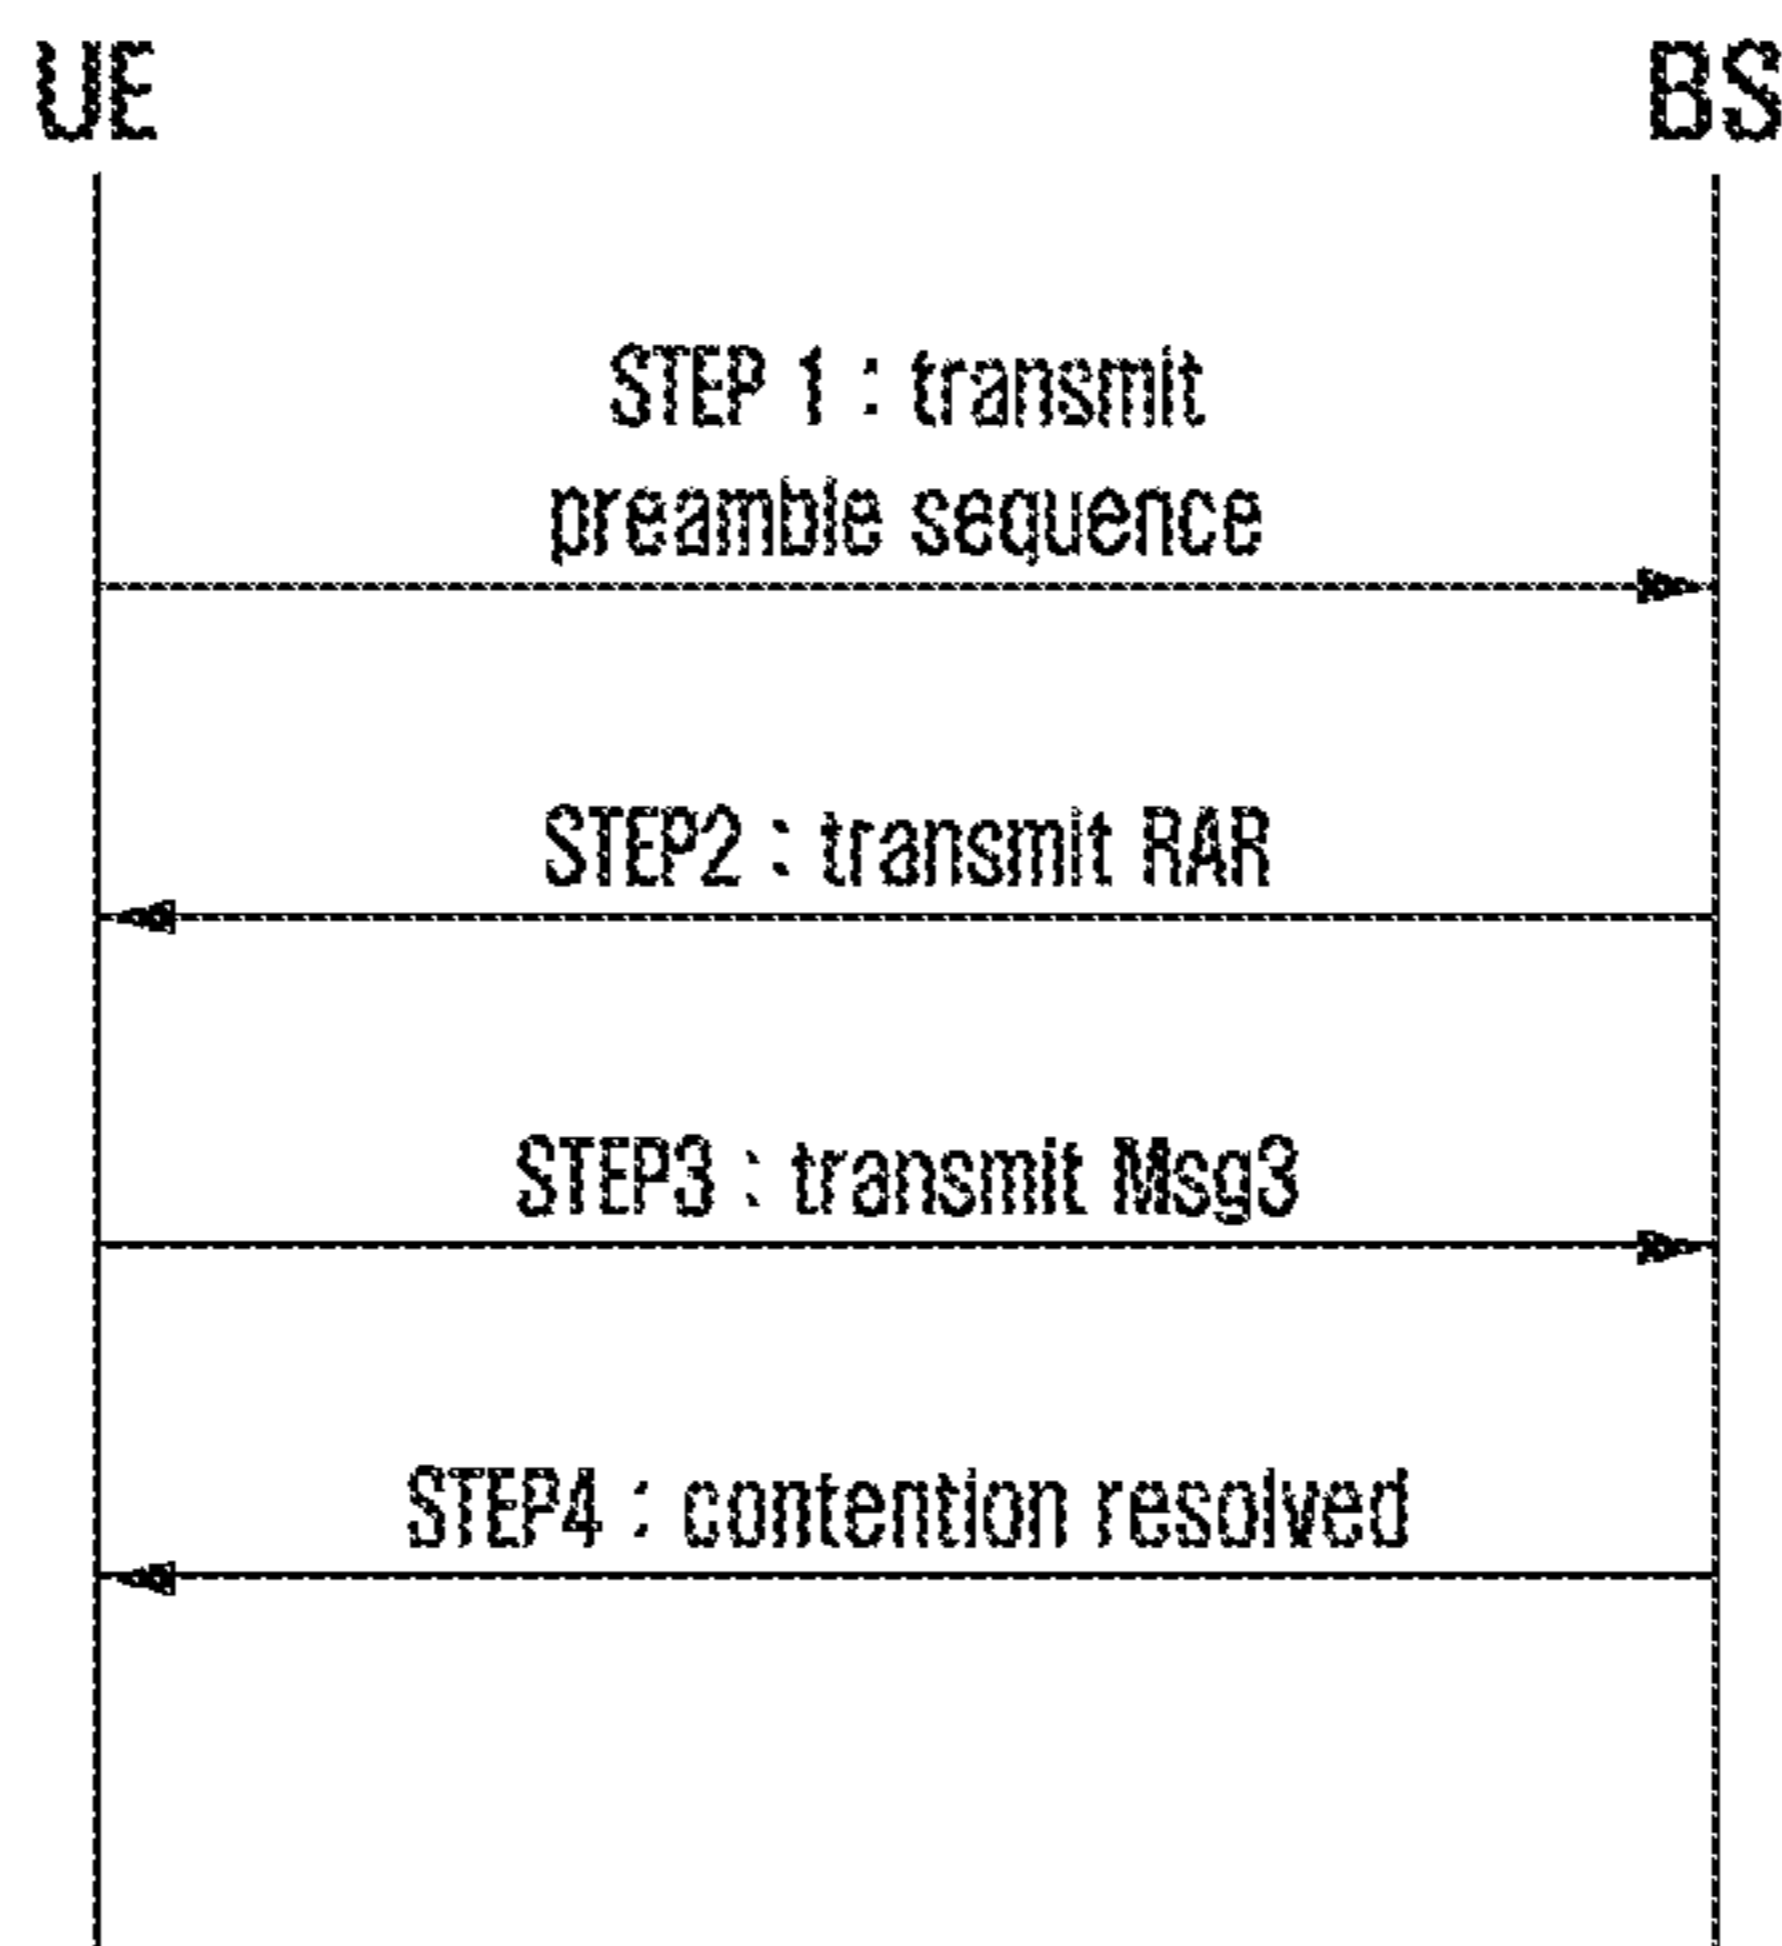 UE
BS
STEP 1 : transmit
preamble sequence
STEP2 : transmit RAR
STEP3 : transmit Msg3
STEP4 : contention resolved